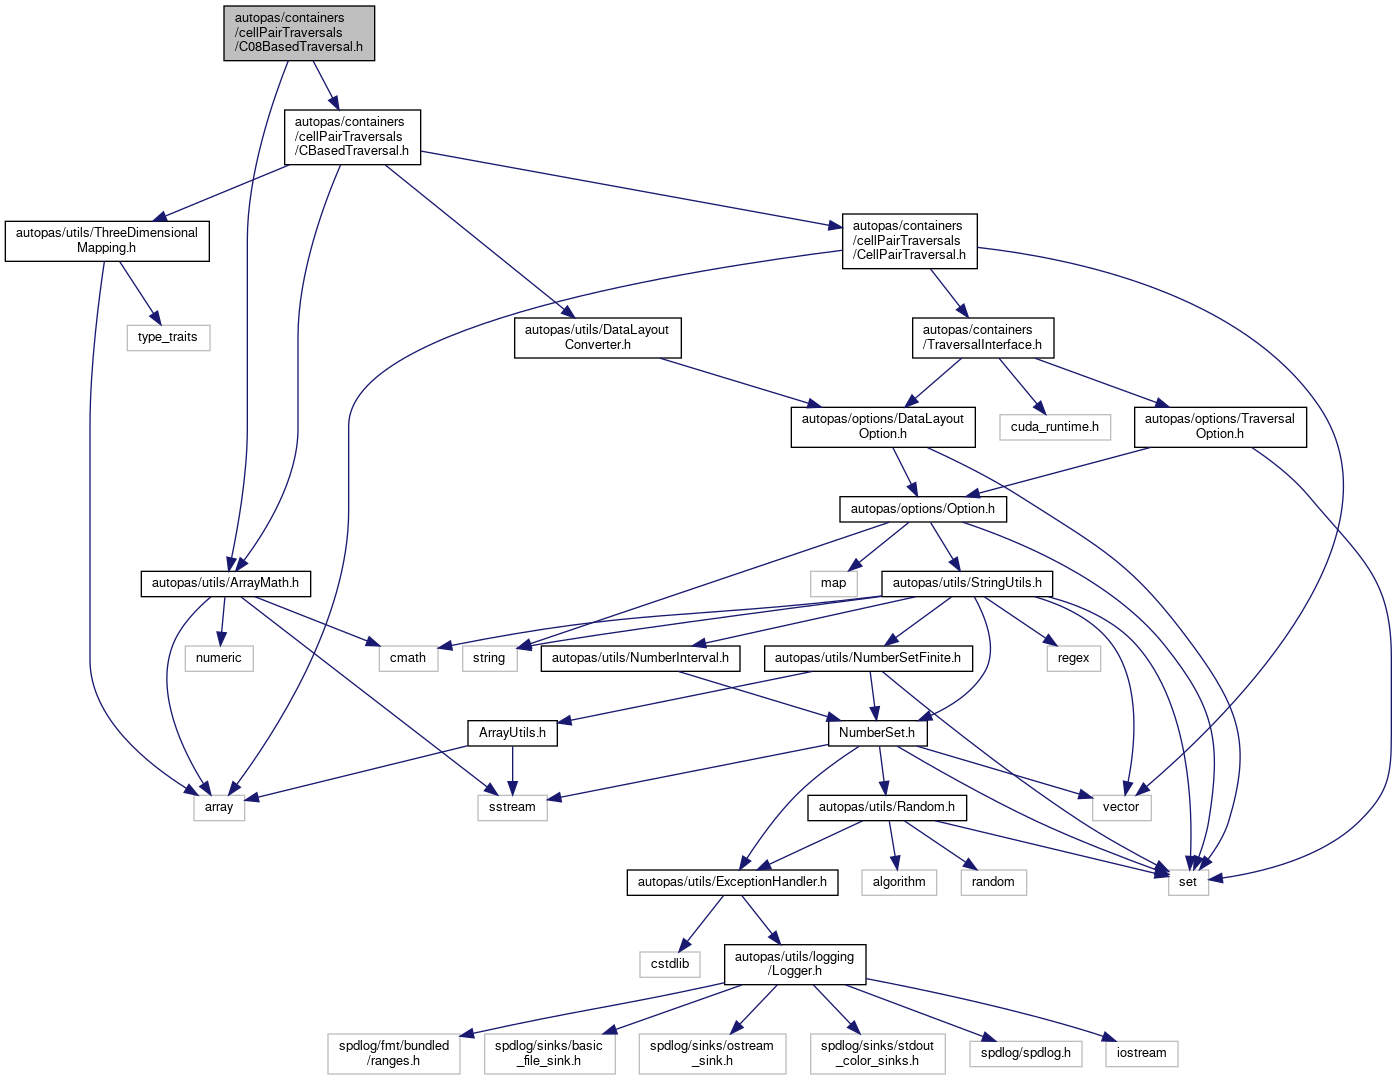 autopas/containers
/cellPairTraversals
/C08BasedTraversal.h
autopas/containers
/cellPairTraversals
/CBasedTraversal.h
autopas/utils/ThreeDimensional
Mapping.h
autopas/containers
/cellPairTraversals
/CellPairTraversal.h
type_traits
autopas/utils/DataLayout
Converter.h
autopas/containers
/TraversalInterface.h
autopas/options/DataLayout
Option.h
cuda_runtime.h
autopas/options/Traversal
Option.h
autopas/options/Option.h
autopas/utils/ArrayMath.h
map
autopas/utils/StringUtils.h
numeric
cmath
string
autopas/utils/NumberInterval.h
autopas/utils/NumberSetFinite.h
regex
ArrayUtils.h
NumberSet.h
array
sstream
autopas/utils/Random.h
vector
autopas/utils/ExceptionHandler.h
algorithm
random
set
cstdlib
autopas/utils/logging
/Logger.h
spdlog/fmt/bundled
/ranges.h
spdlog/sinks/basic
_file_sink.h
spdlog/sinks/ostream
_sink.h
spdlog/sinks/stdout
_color_sinks.h
spdlog/spdlog.h
iostream